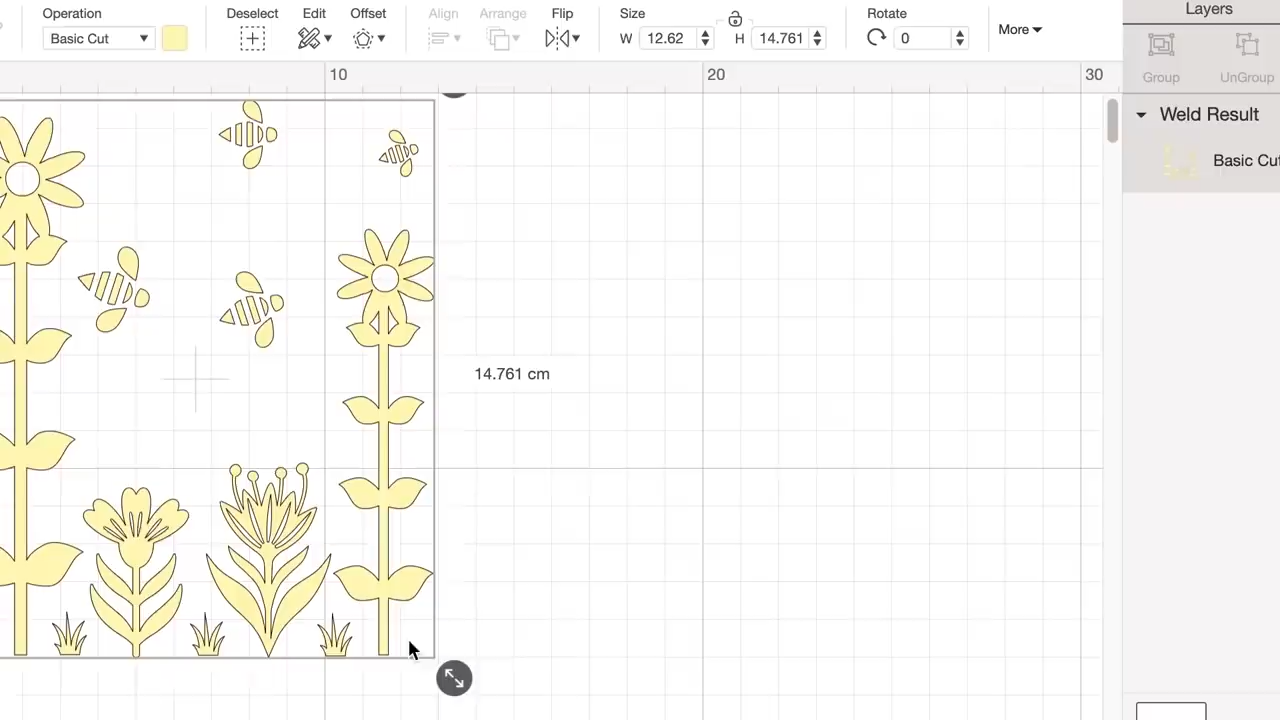 Operation
Basic Cut
Deselect
Edit
Offset
Align
Arrange
Flip
Size
W 12.62
H 14.761
Rotate
0
More
Layers
Group
UnGroup
10
20
30
Weld Result
Basic Cut
14.761 cm